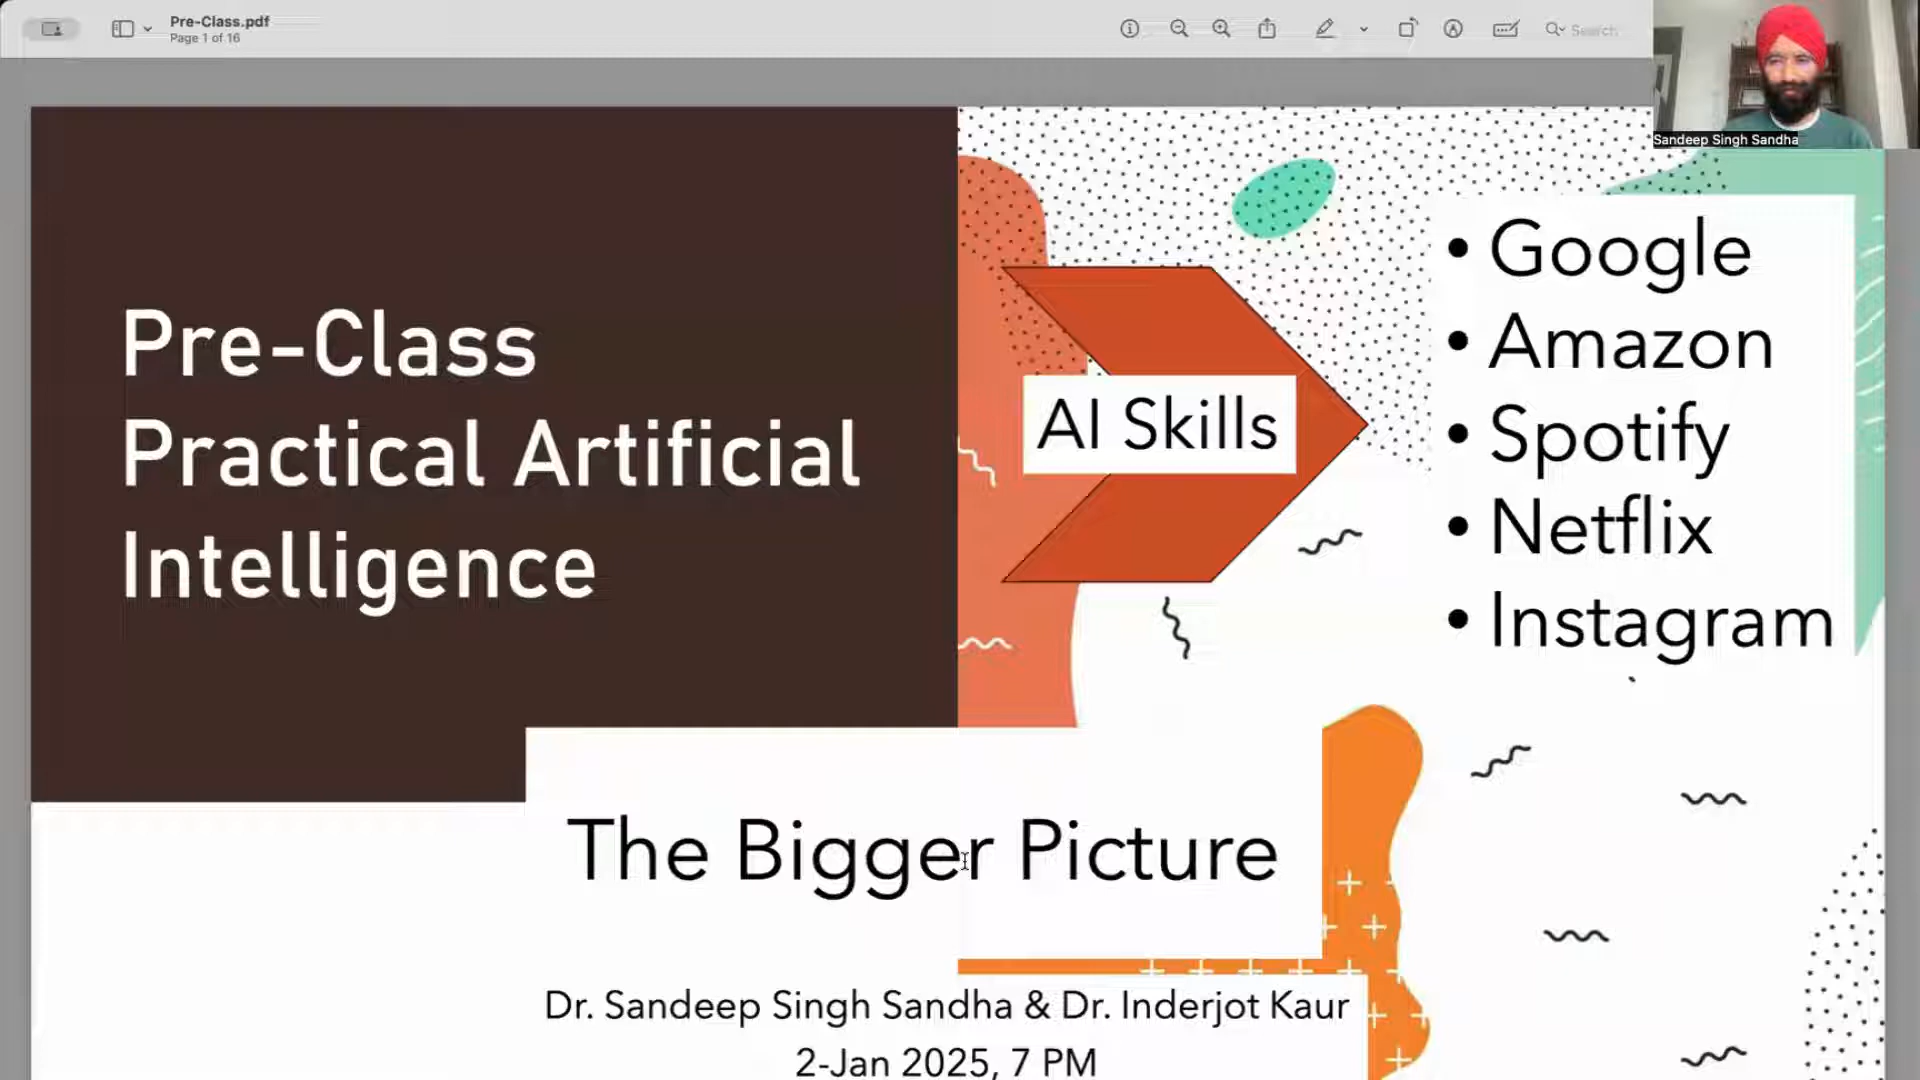 Pre-Class.pdf
Page 1 of 16
Search
Sandeep Singh Sandha
Pre-Class
Practical Artificial
Intelligence
AI Skills
• Google
• Amazon
• Spotify
• Netflix
• Instagram
The Bigger Picture
Dr. Sandeep Singh Sandha & Dr. Inderjot Kaur
2-Jan 2025, 7 PM